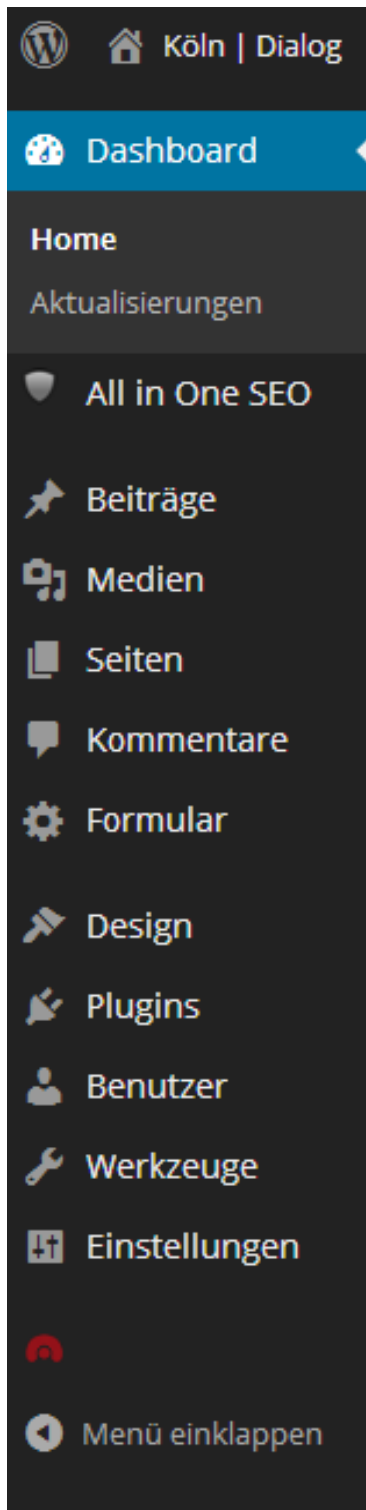 Köln | Dialog
Dashboard
Home
Aktualisierungen
All in One SEO
Beiträge
Medien
Seiten
Kommentare
Formular
Design
Plugins
Benutzer
Werkzeuge
Einstellungen
Menü einklappen